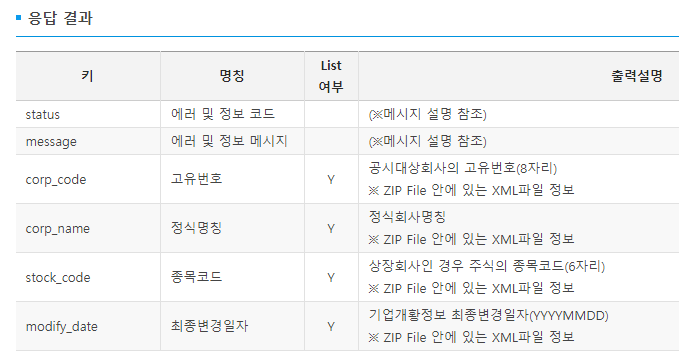 응답 결과
키 명칭 List 여부 출력설명
status 에러 및 정보 코드 (※메시지 설명 참조)
message 에러 및 정보 메시지 (※메시지 설명 참조)
corp_code 고유번호 Y 공시대상회사의 고유번호(8자리)
※ ZIP File 안에 있는 XML파일 정보
corp_name 정식명칭 Y 정식회사명칭
※ ZIP File 안에 있는 XML파일 정보
stock_code 종목코드 Y 상장회사인 경우 주식의 종목코드(6자리)
※ ZIP File 안에 있는 XML파일 정보
modify_date 최종변경일자 Y 기업개황정보 최종변경일자(YYYYMMDD)
※ ZIP File 안에 있는 XML파일 정보